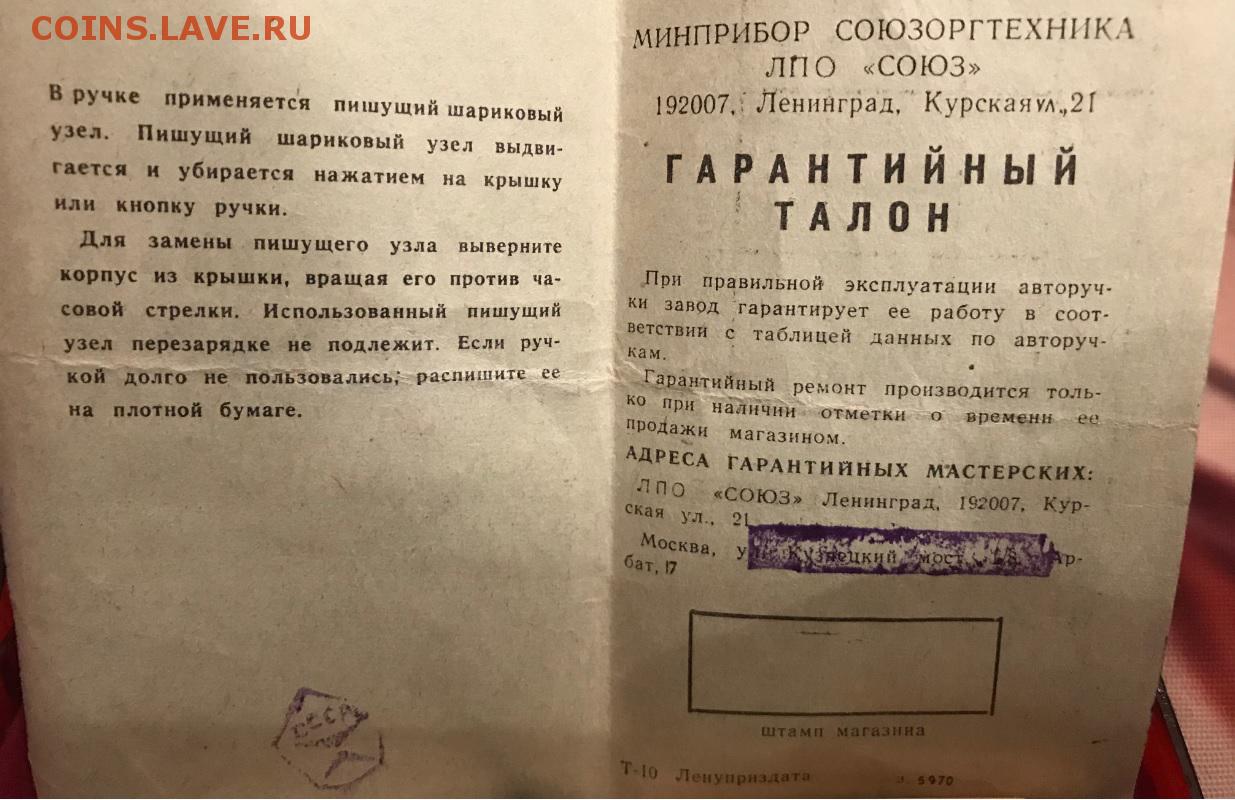 COINS.LAVE.RU
В ручке применяется пишущий шариковый
узел. Пишущий шариковый узел выдви-
гается и убирается нажатием на крышку
или кнопку ручки.
Для замены пишущего узла выверните
корпус из крышки, вращая его против ча-
совой стрелки. Использованный пишущий
узел перезарядке не подлежит. Если руч-
кой долго не пользовались, распишите ее
на плотной бумаге.
СССР
МИНПРИБОР СОЮЗОРГТЕХНИКА
ЛПО «СОЮЗ»
192007, Ленинград, Курская ул., 21
ГАРАНТИЙНЫЙ
ТАЛОН
При правильной эксплуатации авторуч-
ки завод гарантирует ее работу в соот-
ветствии с таблицей данных по авторуч-
кам.
Гарантийный ремонт производится толь-
ко при наличии отметки о времени ее
продажи магазином.
АДРЕСА ГАРАНТИЙНЫХ МАСТЕРСКИХ:
ЛПО «СОЮЗ» Ленинград, 192007, Кур-
ская ул., 21
Москва, ул. Кузнецкий мост, Ар-
бат, 17
штамп магазина
Т-10 Ленуприздата з. 5970